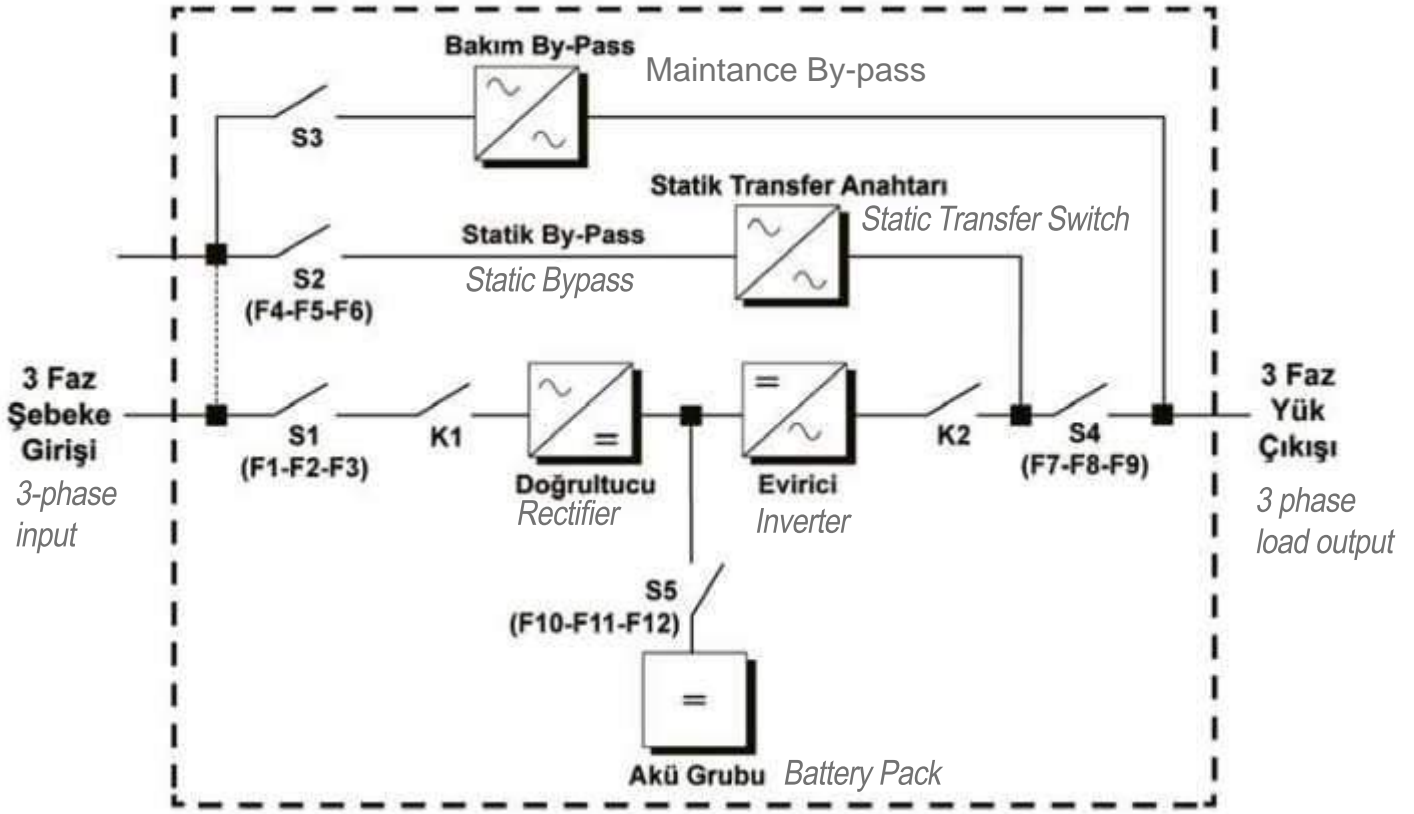 Bakım By-Pass
Maintance By-pass
S3
Statik Transfer Anahtarı
Static Transfer Switch
Statik By-Pass
Static Bypass
S2
(F4-F5-F6)
3 Faz
Şebeke
Girişi
3-phase
input
S1
(F1-F2-F3)
K1
Doğrultucu
Rectifier
Evirici
Inverter
K2
S4
(F7-F8-F9)
3 Faz
Yük
Çıkışı
3 phase
load output
S5
(F10-F11-F12)
Akü Grubu
Battery Pack